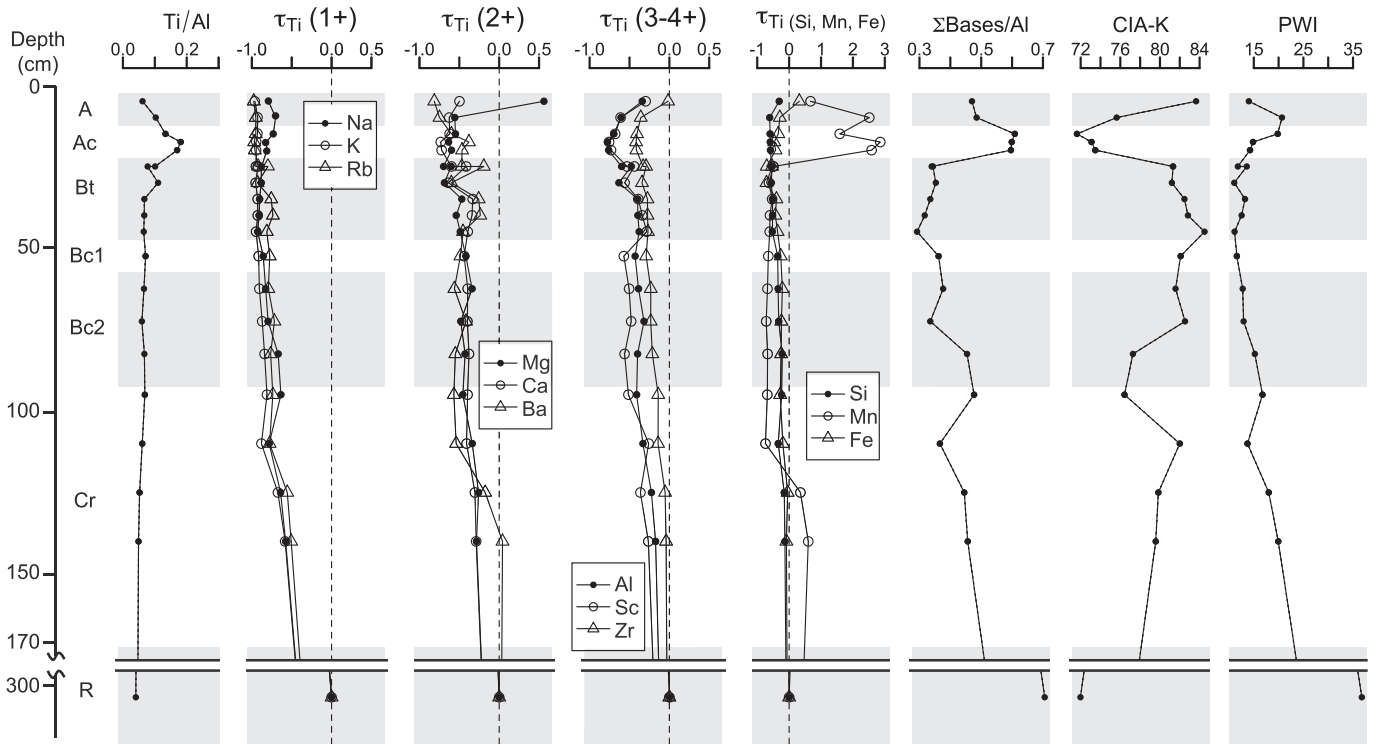 Depth
(cm)
Ti/Al
τTi (1+)
τTi (2+)
τTi (3-4+)
τTi (Si, Mn, Fe)
ΣBases/Al
CIA-K
PWI
0.0 0.2
-1.0 -0.5 0.0 0.5
-1.0 -0.5 0.0 0.5
-1.0 -0.5 0.0 0.5
-1 0 1 2 3
0.3 0.5 0.7
72 76 80 84
15 25 35
0
50
100
150
170
300
A
Ac
Bt
Bc1
Bc2
Cr
R
Na
K
Rb
Mg
Ca
Ba
Al
Sc
Zr
Si
Mn
Fe